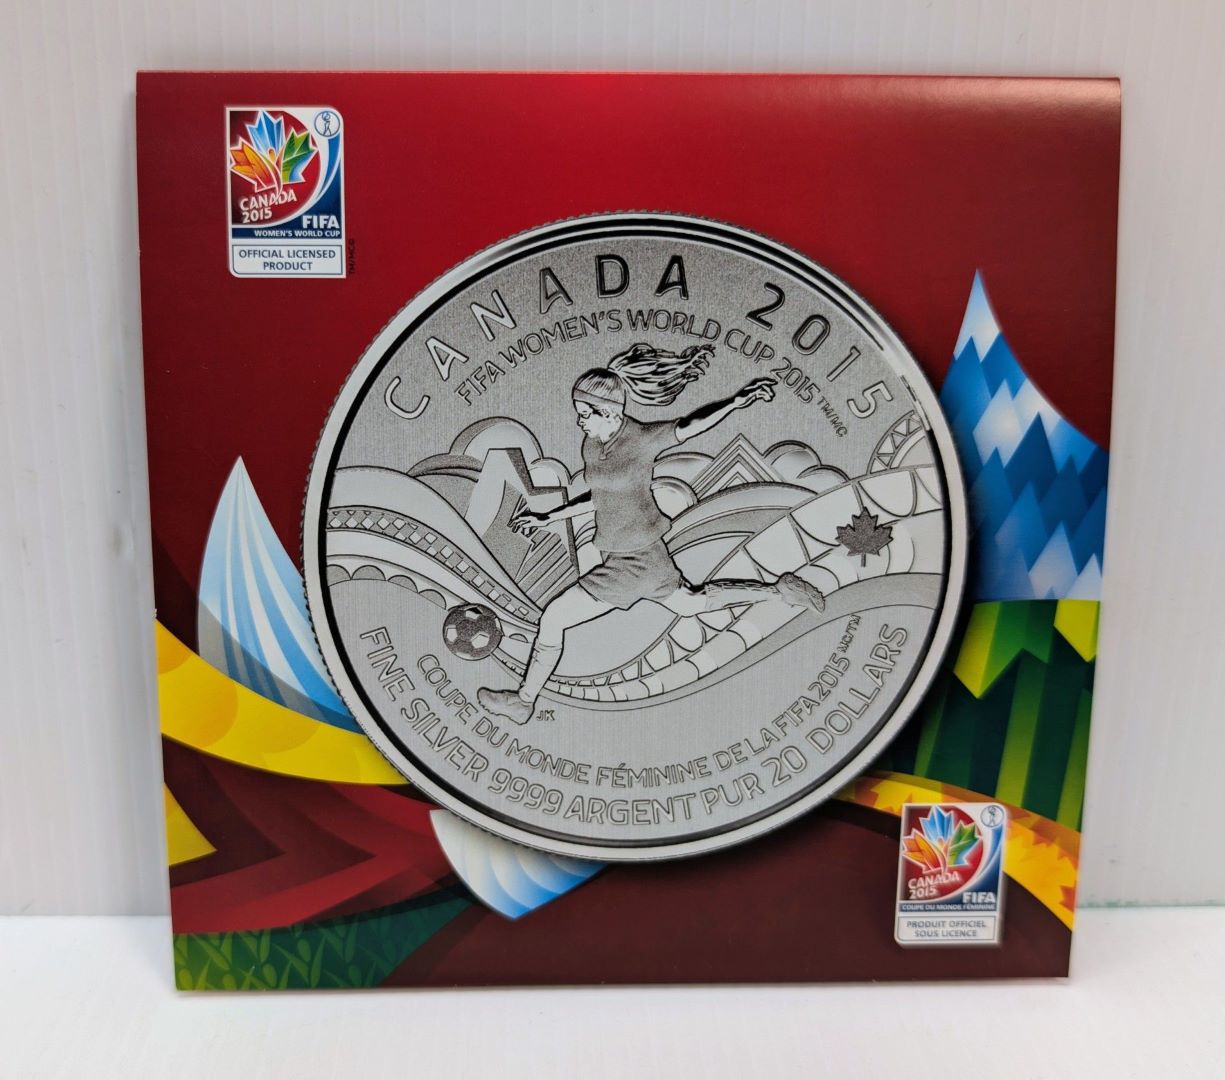 CANADA
2015
FIFA
WOMEN'S WORLD CUP
OFFICIAL LICENSED
PRODUCT
TM/MC©
CANADA 2015
FIFA WOMEN'S WORLD CUP 2015 TM/MC
JK
COUPE DU MONDE FÉMININE DE LA FIFA 2015 MC/TM
FINE SILVER 9999 ARGENT PUR 20 DOLLARS
CANADA
2015
FIFA
COUPE DU MONDE FÉMININE
PRODUIT OFFICIEL
SOUS LICENCE